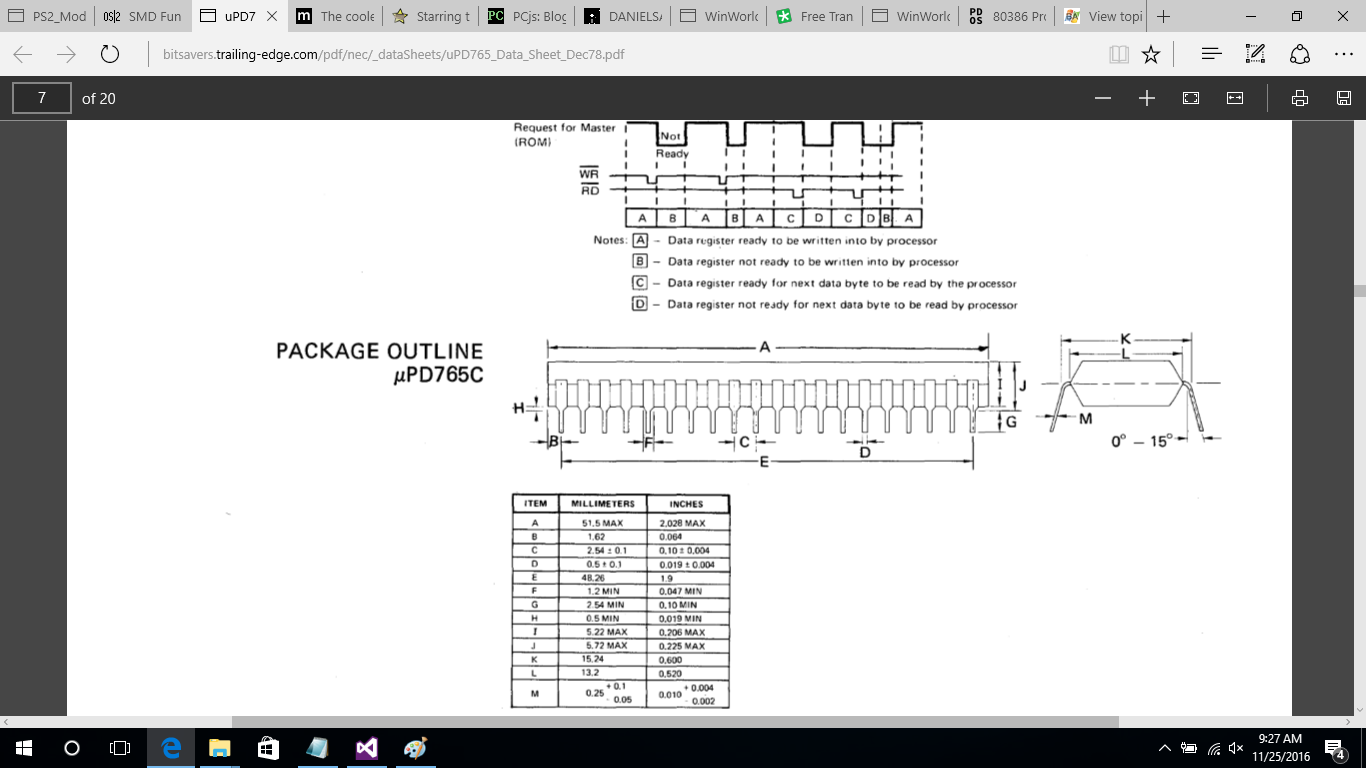 PS2_Mod
OS|2 SMD Fun
uPD7
The coole
Starring t
PC PCjs: Blog
DANIELSA
WinWorld
Free Tran
WinWorld
PD OS 80386 Pro
View topi
bitsavers.trailing-edge.com/pdf/nec/_dataSheets/uPD765_Data_Sheet_Dec78.pdf
7 of 20
Request for Master
(ROM)
Not
Ready
WR
RD
A B A B A C D C D B A
Notes: A – Data register ready to be written into by processor
B – Data register not ready to be written into by processor
C – Data register ready for next data byte to be read by the processor
D – Data register not ready for next data byte to be read by processor
PACKAGE OUTLINE
µPD765C
A
K
L
I
J
H
G
M
B
F
C
D
E
0° – 15°
ITEM MILLIMETERS INCHES
A 51.5 MAX 2.028 MAX
B 1.62 0.064
C 2.54 ± 0.1 0.10 ± 0.004
D 0.5 ± 0.1 0.019 ± 0.004
E 48.26 1.9
F 1.2 MIN 0.047 MIN
G 2.54 MIN 0.10 MIN
H 0.5 MIN 0.019 MIN
I 5.22 MAX 0.206 MAX
J 5.72 MAX 0.225 MAX
K 15.24 0.600
L 13.2 0.520
M 0.25 + 0.1 - 0.05 0.010 + 0.004 - 0.002
9:27 AM
11/25/2016
4